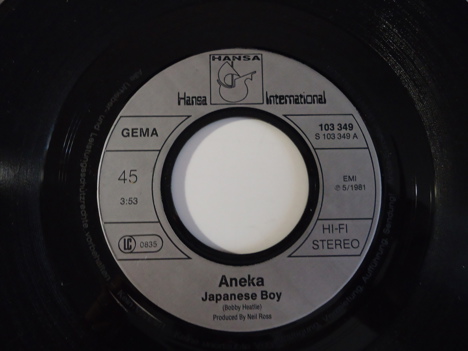 HANSA
Hansa International
GEMA
103 349
S 103 349 A
45
EMI
℗ 5/1981
3:53
HI-FI
STEREO
LC 0835
Aneka
Japanese Boy
(Bobby Heatlie)
Produced By Neil Ross